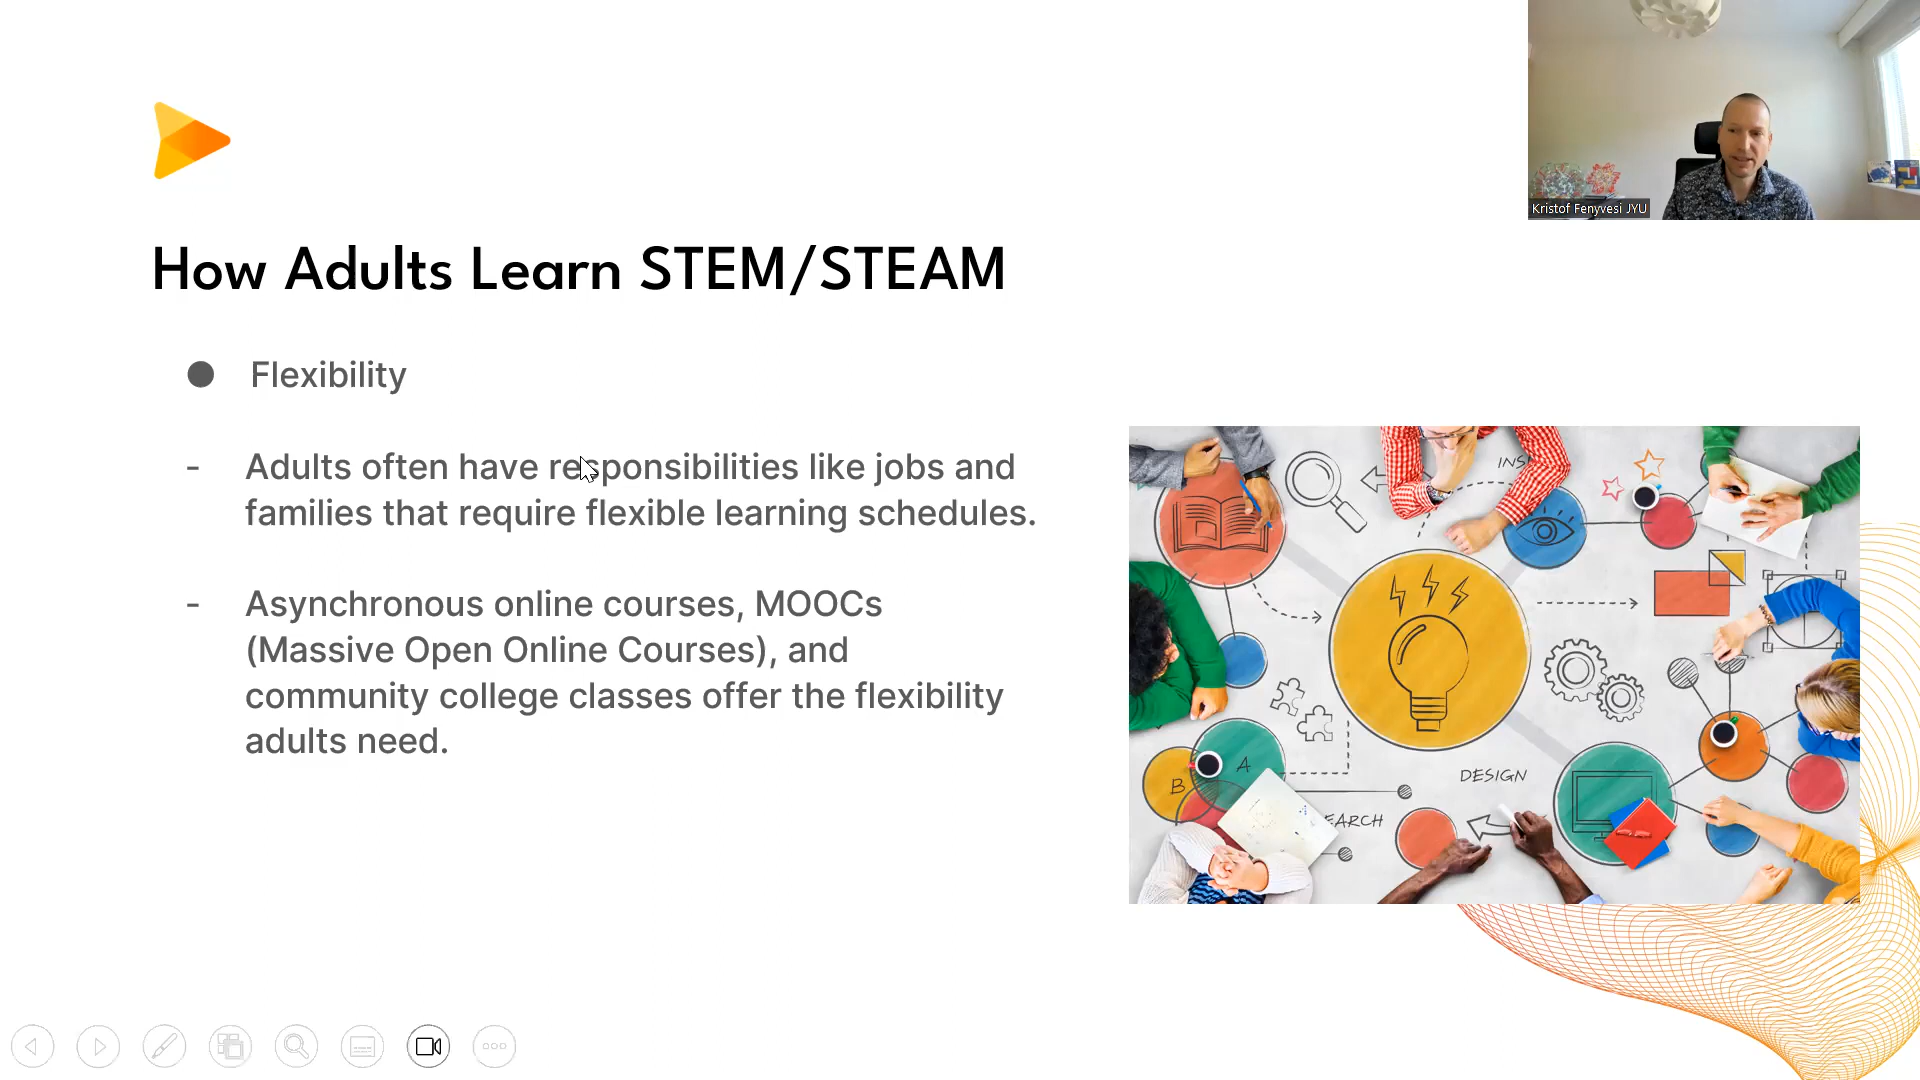 Kristof Fenyvesi JYU
How Adults Learn STEM/STEAM
● Flexibility
- Adults often have responsibilities like jobs and
families that require flexible learning schedules.
- Asynchronous online courses, MOOCs
(Massive Open Online Courses), and
community college classes offer the flexibility
adults need.
INS
A
B
DESIGN
EARCH